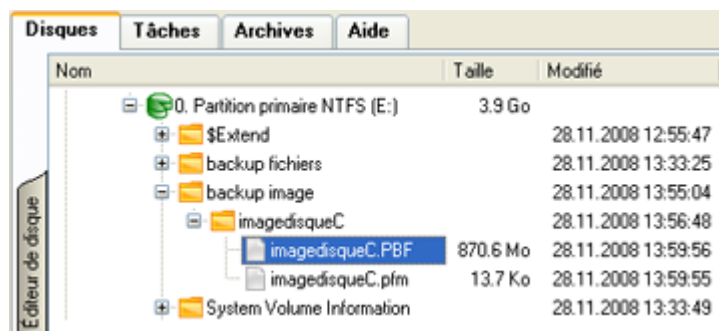 Disques Tâches Archives Aide
Nom Taille Modifié
0. Partition primaire NTFS (E:) 3.9 Go
$Extend 28.11.2008 12:55:47
backup fichiers 28.11.2008 13:33:25
backup image 28.11.2008 13:55:04
imagedisqueC 28.11.2008 13:56:48
imagedisqueC.PBF 870.6 Mo 28.11.2008 13:59:56
imagedisqueC.pfm 13.7 Ko 28.11.2008 13:59:55
System Volume Information 28.11.2008 13:33:49
Éditeur de disque